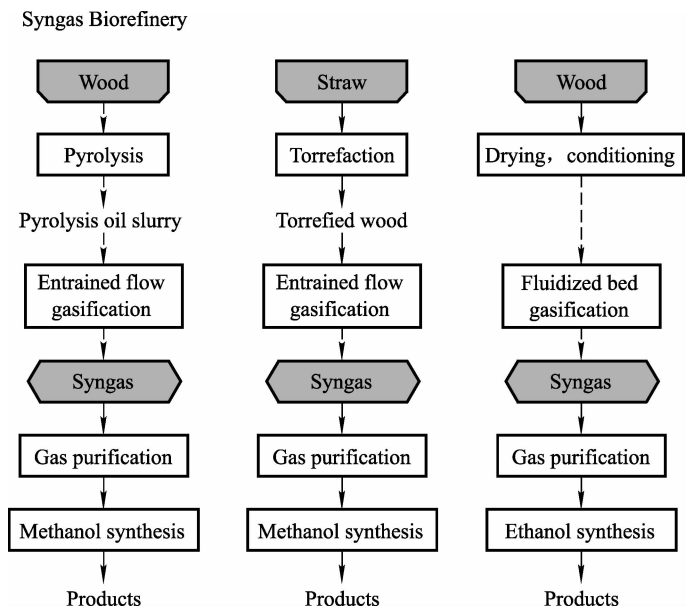 Syngas Biorefinery
Wood
Pyrolysis
Pyrolysis oil slurry
Entrained flow
gasification
Syngas
Gas purification
Methanol synthesis
Products
Straw
Torrefaction
Torrefied wood
Entrained flow
gasification
Syngas
Gas purification
Methanol synthesis
Products
Wood
Drying，conditioning
Fluidized bed
gasification
Syngas
Gas purification
Ethanol synthesis
Products